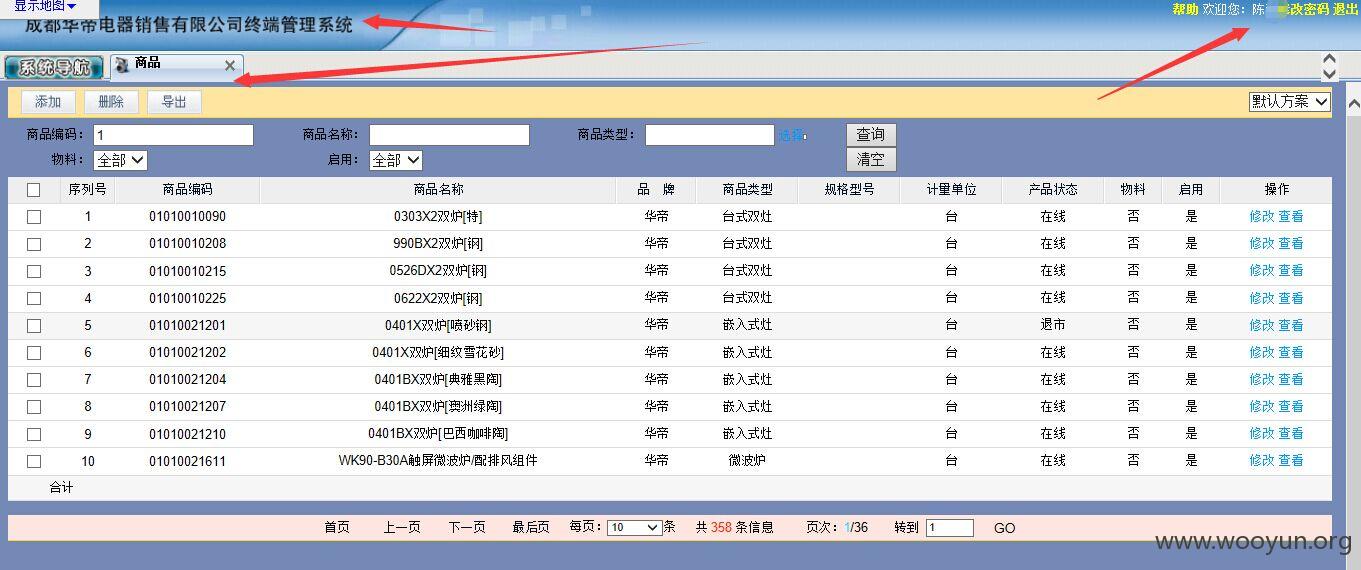 显示地图
成都华帝电器销售有限公司终端管理系统
帮助 欢迎您: 陈 改密码 退出
系统导航 商品
添加 删除 导出 默认方案
商品编码: 1 商品名称: 商品类型: 选择 查询
物料: 全部 启用: 全部 清空
序列号 商品编码 商品名称 品 牌 商品类型 规格型号 计量单位 产品状态 物料 启用 操作
1 01010010090 0303X2双炉[特] 华帝 台式双灶 台 在线 否 是 修改 查看
2 01010010208 990BX2双炉[钢] 华帝 台式双灶 台 在线 否 是 修改 查看
3 01010010215 0526DX2双炉[钢] 华帝 台式双灶 台 在线 否 是 修改 查看
4 01010010225 0622X2双炉[钢] 华帝 台式双灶 台 在线 否 是 修改 查看
5 01010021201 0401X双炉[喷砂钢] 华帝 嵌入式灶 台 退市 否 是 修改 查看
6 01010021202 0401X双炉[细纹雪花砂] 华帝 嵌入式灶 台 在线 否 是 修改 查看
7 01010021204 0401BX双炉[典雅黑陶] 华帝 嵌入式灶 台 在线 否 是 修改 查看
8 01010021207 0401BX双炉[澳洲绿陶] 华帝 嵌入式灶 台 在线 否 是 修改 查看
9 01010021210 0401BX双炉[巴西咖啡陶] 华帝 嵌入式灶 台 在线 否 是 修改 查看
10 01010021611 WK90-B30A触屏微波炉/配排风组件 华帝 微波炉 台 在线 否 是 修改 查看
合计
首页 上一页 下一页 最后页 每页: 10 条 共 358 条信息 页次: 1/36 转到 1 GO
www.wooyun.org